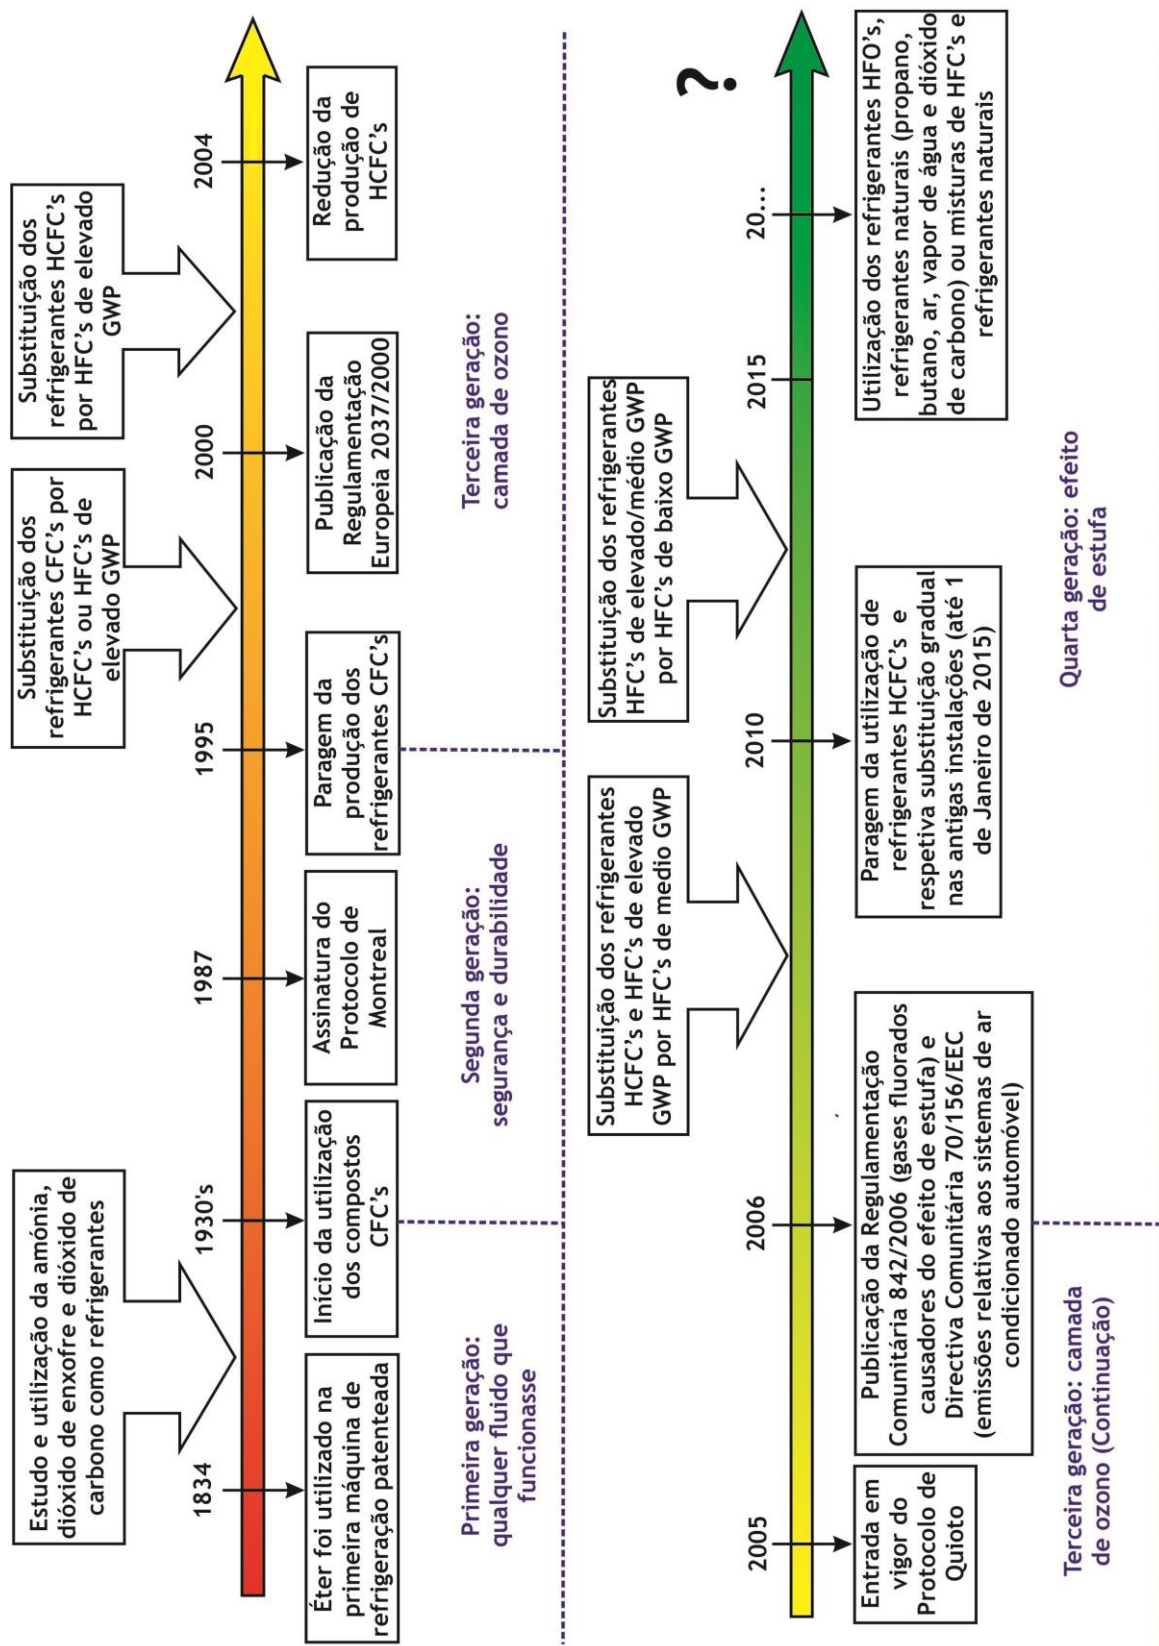 Estudo e utilização da amónia,
dióxido de enxofre e dióxido de
carbono como refrigerantes
Substituição dos
refrigerantes CFC's por
HCFC's ou HFC's de
elevado GWP
Substituição dos
refrigerantes HCFC's
por HFC's de elevado
GWP
1834
1930's
1987
1995
2000
2004
Éter foi utilizado na
primeira máquina de
refrigeração patenteada
Início da utilização
dos compostos
CFC's
Assinatura do
Protocolo de
Montreal
Paragem da
produção dos
refrigerantes CFC's
Publicação da
Regulamentação
Europeia 2037/2000
Redução da
produção de
HCFC's
Primeira geração:
qualquer fluido que
funcionasse
Segunda geração:
segurança e durabilidade
Terceira geração:
camada de ozono
Substituição dos refrigerantes
HCFC's e HFC's de elevado
GWP por HFC's de medio GWP
Substituição dos refrigerantes
HFC's de elevado/médio GWP
por HFC's de baixo GWP
?
2005
2006
2010
2015
20...
Entrada em
vigor do
Protocolo de
Quioto
Publicação da Regulamentação
Comunitária 842/2006 (gases fluorados
causadores do efeito de estufa) e
Directiva Comunitária 70/156/EEC
(emissões relativas aos sistemas de ar
condicionado automóvel)
Paragem da utilização de
refrigerantes HCFC's e
respetiva substituição gradual
nas antigas instalações (até 1
de Janeiro de 2015)
Utilização dos refrigerantes HFO's,
refrigerantes naturais (propano,
butano, ar, vapor de água e dióxido
de carbono) ou misturas de HFC's e
refrigerantes naturais
Terceira geração: camada
de ozono (Continuação)
Quarta geração: efeito
de estufa